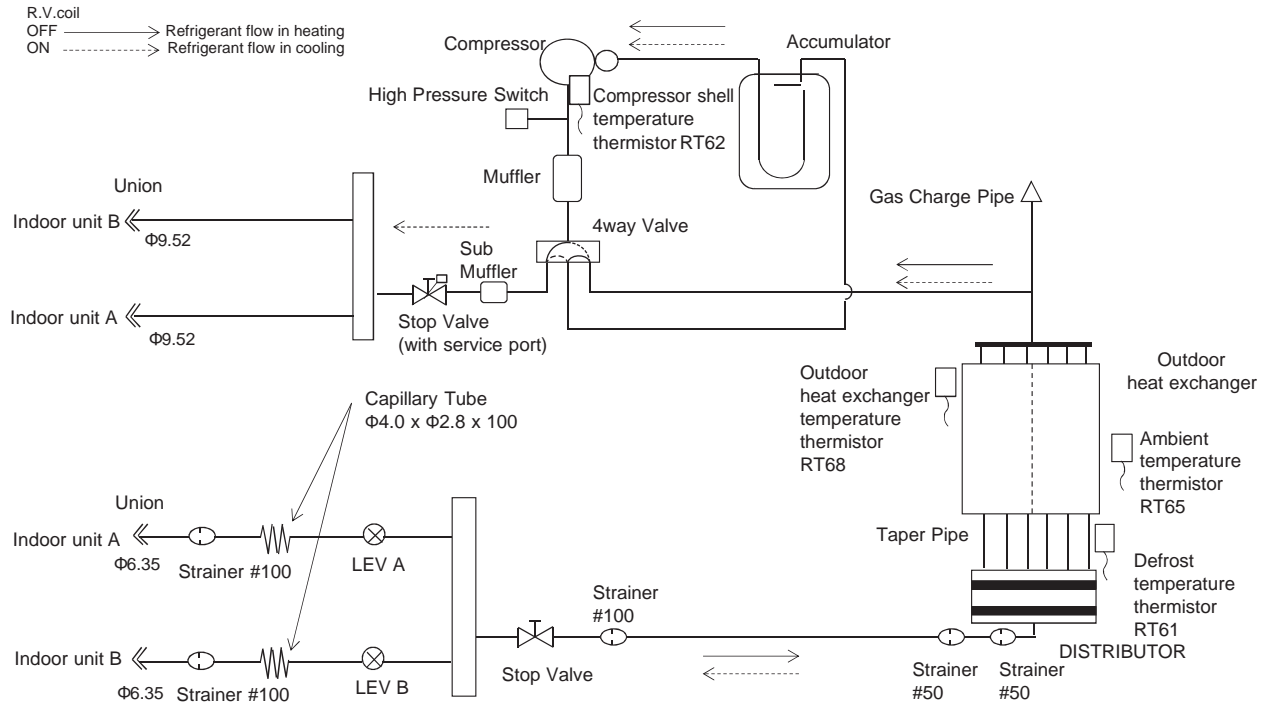 R.V.coil
OFF
Refrigerant flow in heating
ON
Refrigerant flow in cooling
Compressor
Accumulator
High Pressure Switch
Compressor shell
temperature
thermistor RT62
Muffler
Union
Gas Charge Pipe
Indoor unit B
Φ9.52
4way Valve
Sub
Muffler
Indoor unit A
Φ9.52
Stop Valve
(with service port)
Outdoor
heat exchanger
Outdoor
heat exchanger
temperature
thermistor
RT68
Capillary Tube
Φ4.0 x Φ2.8 x 100
Ambient
temperature
thermistor
RT65
Union
Taper Pipe
Indoor unit A
Φ6.35
Strainer #100
LEV A
Defrost
temperature
thermistor
RT61
Strainer
#100
DISTRIBUTOR
Indoor unit B
Φ6.35
Strainer #100
LEV B
Stop Valve
Strainer
#50
Strainer
#50